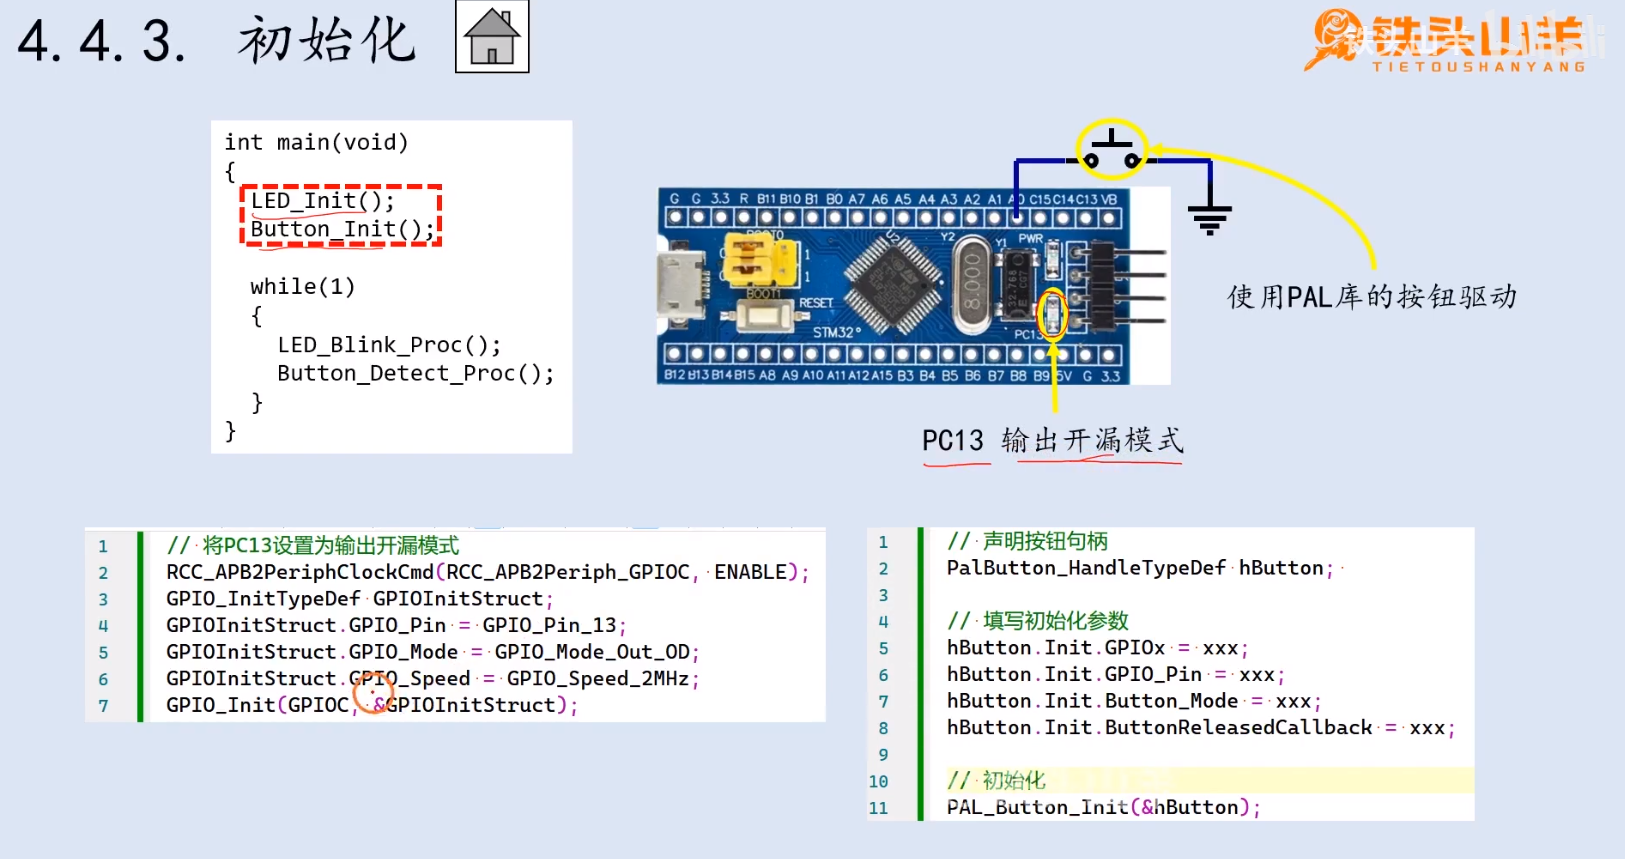 4.4.3. 初始化
铁头山羊
TIETOUSHANYANG
int main(void)
{
LED_Init();
Button_Init();
while(1)
{
LED_Blink_Proc();
Button_Detect_Proc();
}
}
G G 3.3 R B11 B10 B1 B0 A7 A6 A5 A4 A3 A2 A1 A0 C15 C14 C13 VB
BOOT0
1
1
BOOT1
RESET
STM32
Y2
8.000
Y1
PWR
PC13
B12 B13 B14 B15 A8 A9 A10 A11 A12 A15 B3 B4 B5 B6 B7 B8 B9 5V G 3.3
使用PAL库的按钮驱动
PC13 输出开漏模式
1 // 将PC13设置为输出开漏模式
2 RCC_APB2PeriphClockCmd(RCC_APB2Periph_GPIOC, ENABLE);
3 GPIO_InitTypeDef GPIOInitStruct;
4 GPIOInitStruct.GPIO_Pin = GPIO_Pin_13;
5 GPIOInitStruct.GPIO_Mode = GPIO_Mode_Out_OD;
6 GPIOInitStruct.GPIO_Speed = GPIO_Speed_2MHz;
7 GPIO_Init(GPIOC, &GPIOInitStruct);
1 // 声明按钮句柄
2 PalButton_HandleTypeDef hButton;
3
4 // 填写初始化参数
5 hButton.Init.GPIOx = xxx;
6 hButton.Init.GPIO_Pin = xxx;
7 hButton.Init.Button_Mode = xxx;
8 hButton.Init.ButtonReleasedCallback = xxx;
9
10 // 初始化
11 PAL_Button_Init(&hButton);